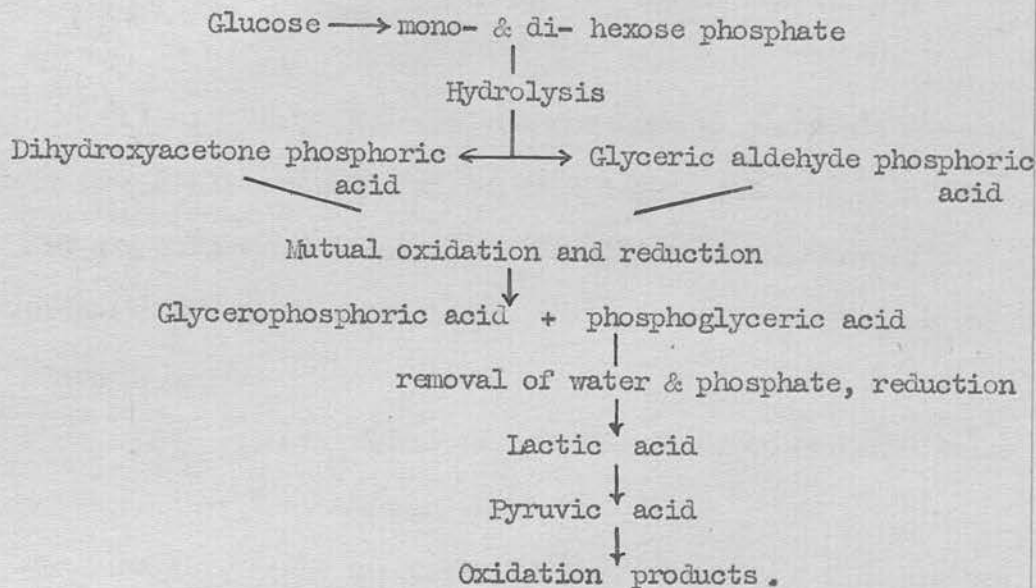 Glucose ⟶ mono- & di- hexose phosphate
Hydrolysis
Dihydroxyacetone phosphoric acid ⟵⟶ Glyceric aldehyde phosphoric acid
Mutual oxidation and reduction
Glycerophosphoric acid + phosphoglyceric acid
removal of water & phosphate, reduction
Lactic acid
Pyruvic acid
Oxidation products.